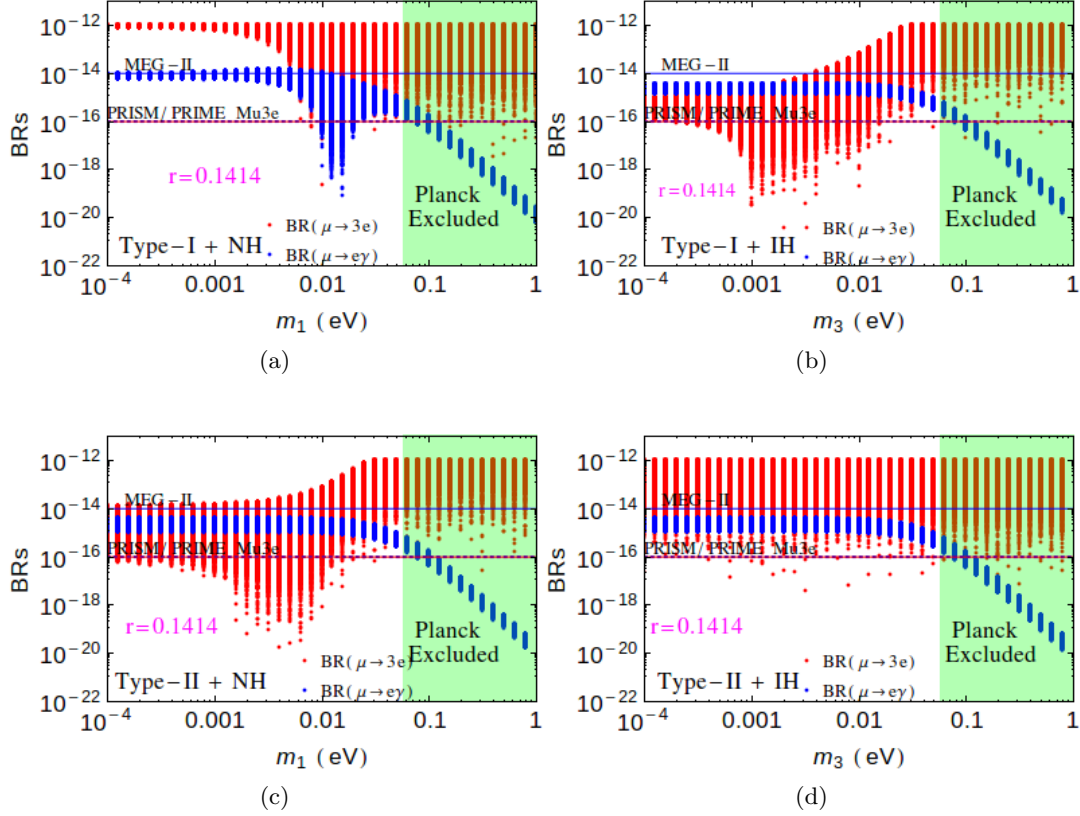 10⁻¹²
10⁻¹⁴
10⁻¹⁶
10⁻¹⁸
10⁻²⁰
10⁻²²
BRs
MEG-II
PRISM/PRIME Mu3e
r=0.1414
Planck
Excluded
BR(μ→3e)
Type-I + NH
BR(μ→eγ)
10⁻⁴ 0.001 0.01 0.1 1
m₁ (eV)
(a)
10⁻¹²
10⁻¹⁴
10⁻¹⁶
10⁻¹⁸
10⁻²⁰
10⁻²²
BRs
MEG-II
PRISM/PRIME Mu3e
r=0.1414
Planck
Excluded
BR(μ→3e)
Type-I + IH
BR(μ→eγ)
10⁻⁴ 0.001 0.01 0.1 1
m₃ (eV)
(b)
10⁻¹²
10⁻¹⁴
10⁻¹⁶
10⁻¹⁸
10⁻²⁰
10⁻²²
BRs
MEG-II
PRISM/PRIME Mu3e
r=0.1414
Planck
Excluded
BR(μ→3e)
Type-II + NH
BR(μ→eγ)
10⁻⁴ 0.001 0.01 0.1 1
m₁ (eV)
(c)
10⁻¹²
10⁻¹⁴
10⁻¹⁶
10⁻¹⁸
10⁻²⁰
10⁻²²
BRs
MEG-II
PRISM/PRIME Mu3e
r=0.1414
Planck
Excluded
BR(μ→3e)
Type-II + IH
BR(μ→eγ)
10⁻⁴ 0.001 0.01 0.1 1
m₃ (eV)
(d)